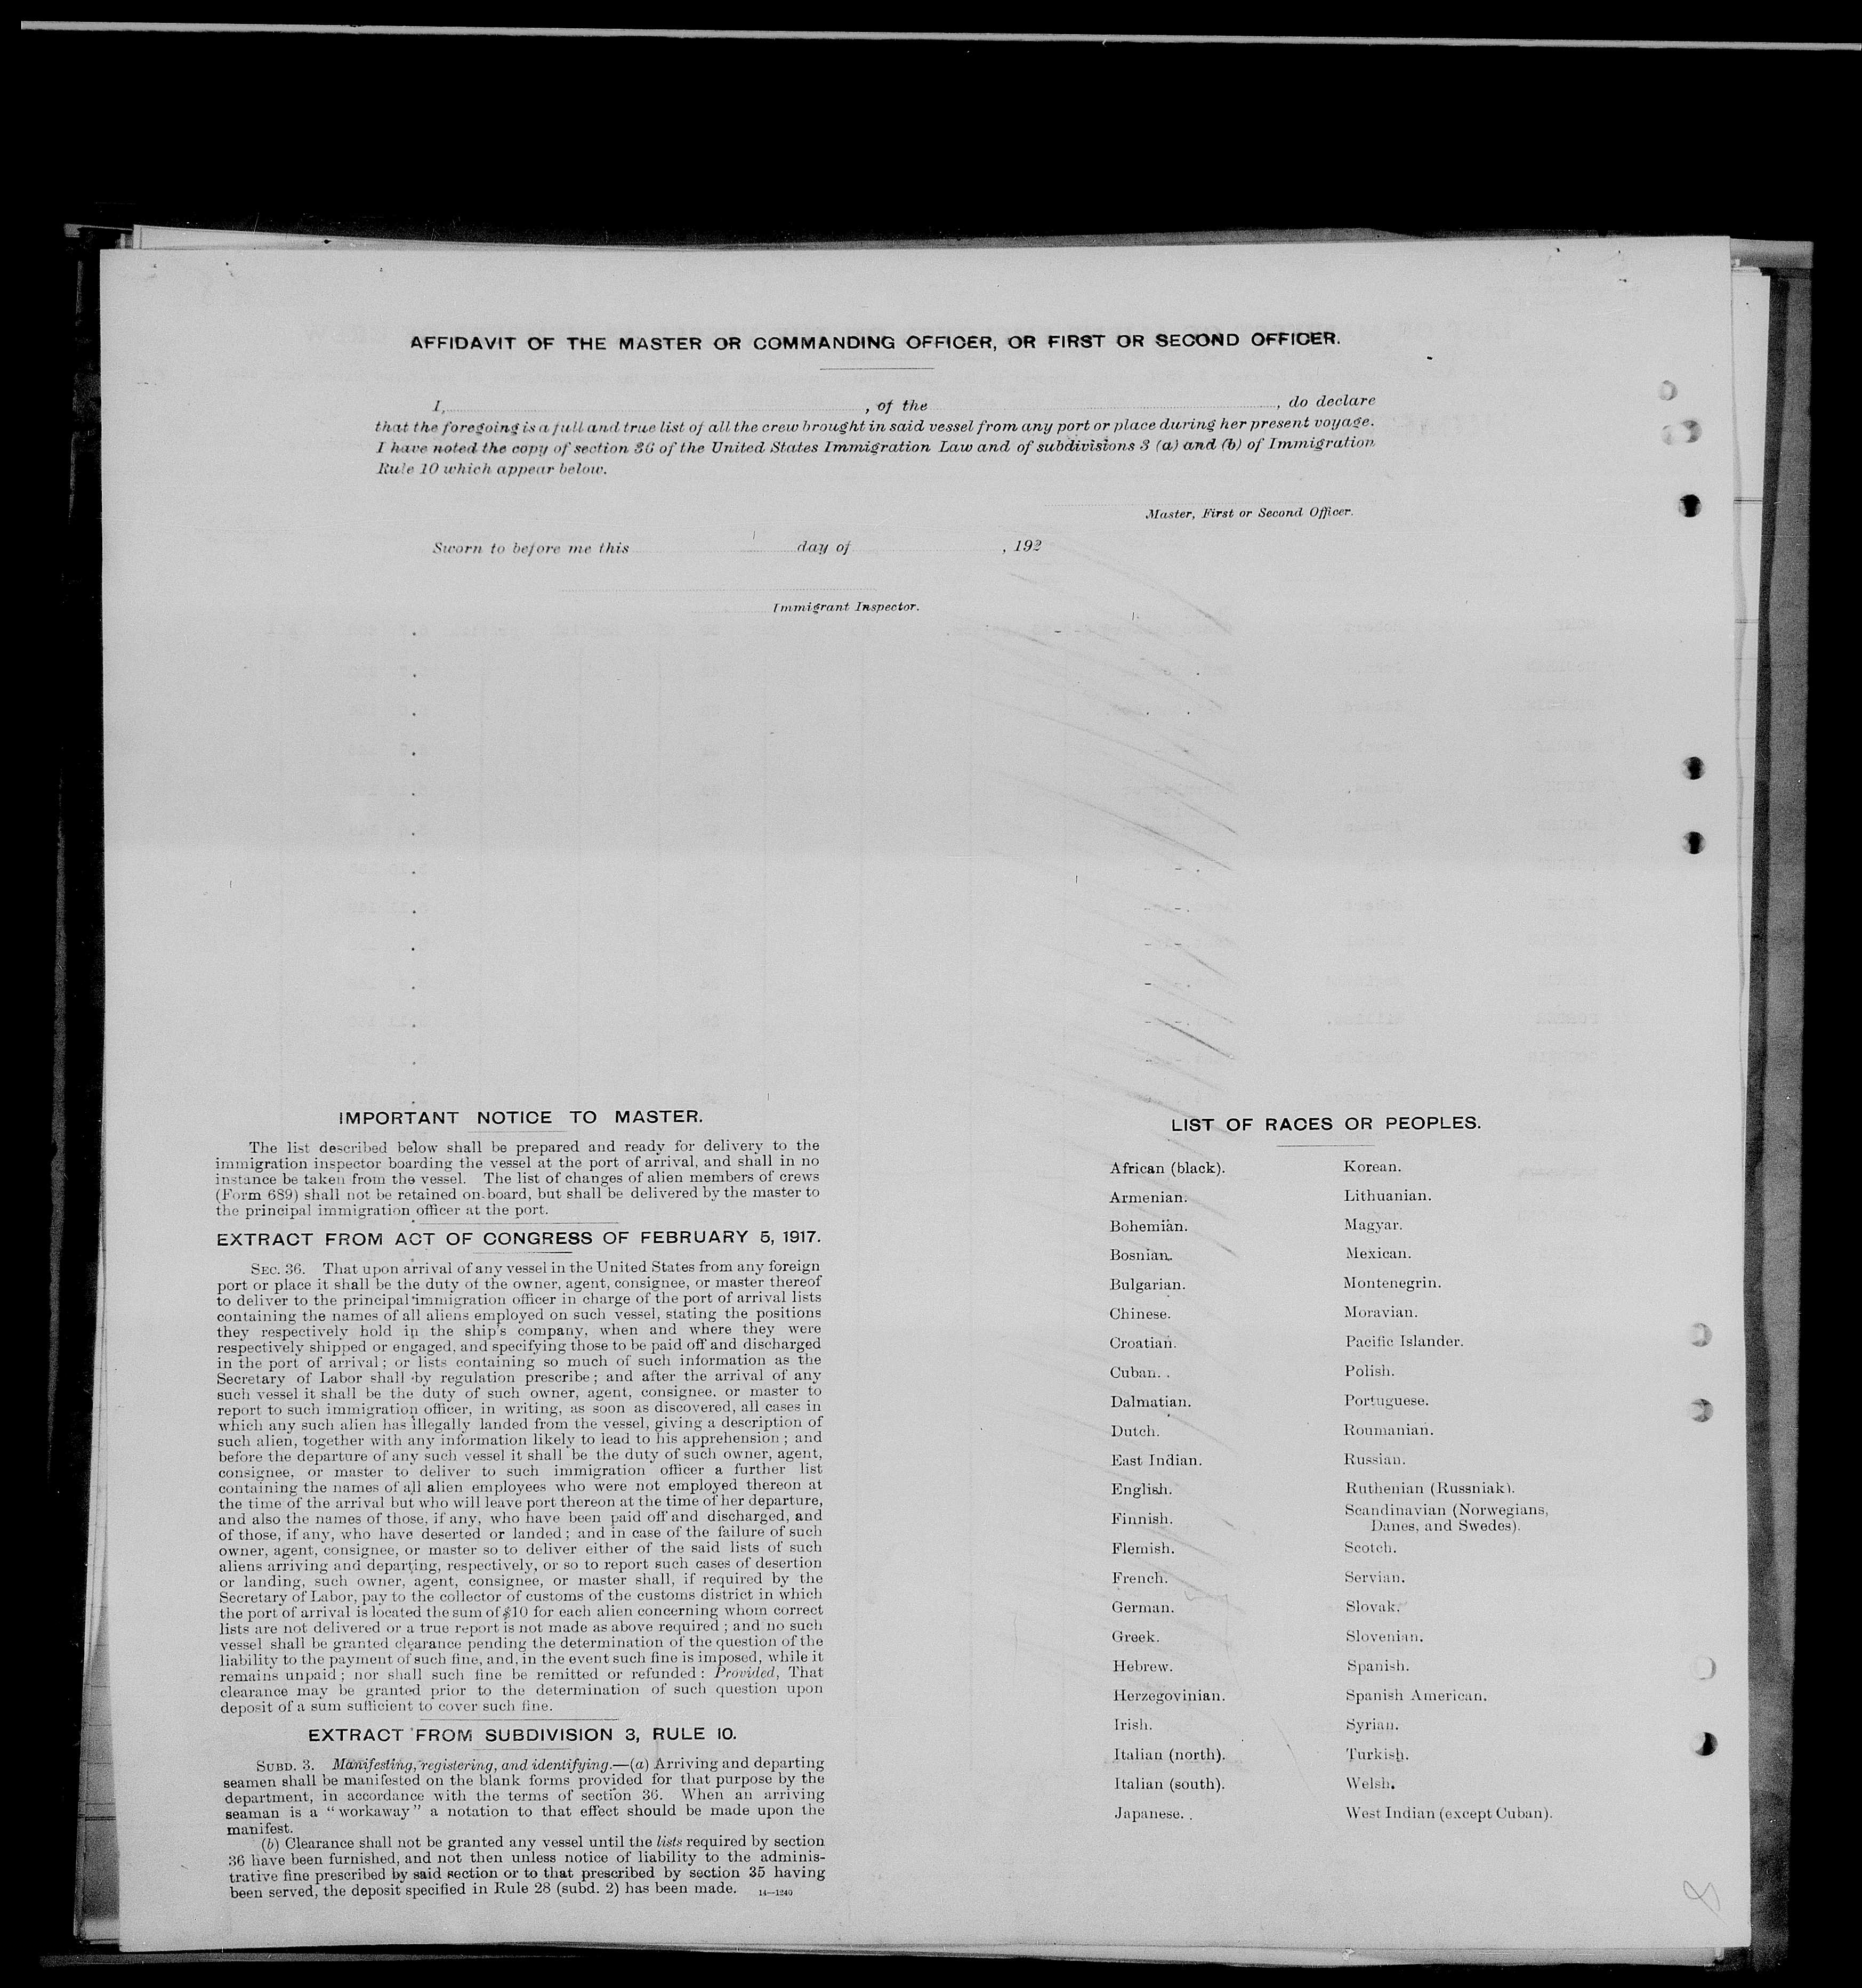 AFFIDAVIT OF THE MASTER OR COMMANDING OFFICER, OR FIRST OR SECOND OFFICER.
I, , of the , do declare
that the foregoing is a full and true list of all the crew brought in said vessel from any port or place during her present voyage.
I have noted the copy of section 36 of the United States Immigration Law and of subdivisions 3 (a) and (b) of Immigration
Rule 10 which appear below.
Master, First or Second Officer.
Sworn to before me this day of , 192
Immigrant Inspector.
IMPORTANT NOTICE TO MASTER.
The list described below shall be prepared and ready for delivery to the
immigration inspector boarding the vessel at the port of arrival, and shall in no
instance be taken from the vessel. The list of changes of alien members of crews
(Form 689) shall not be retained on board, but shall be delivered by the master to
the principal immigration officer at the port.
EXTRACT FROM ACT OF CONGRESS OF FEBRUARY 5, 1917.
SEC. 36. That upon arrival of any vessel in the United States from any foreign
port or place it shall be the duty of the owner, agent, consignee, or master thereof
to deliver to the principal immigration officer in charge of the port of arrival lists
containing the names of all aliens employed on such vessel, stating the positions
they respectively hold in the ship's company, when and where they were
respectively shipped or engaged, and specifying those to be paid off and discharged
in the port of arrival; or lists containing so much of such information as the
Secretary of Labor shall by regulation prescribe; and after the arrival of any
such vessel it shall be the duty of such owner, agent, consignee, or master to
report to such immigration officer, in writing, as soon as discovered, all cases in
which any such alien has illegally landed from the vessel, giving a description of
such alien, together with any information likely to lead to his apprehension; and
before the departure of any such vessel it shall be the duty of such owner, agent,
consignee, or master to deliver to such immigration officer a further list
containing the names of all alien employees who were not employed thereon at
the time of the arrival but who will leave port thereon at the time of her departure,
and also the names of those, if any, who have been paid off and discharged, and
of those, if any, who have deserted or landed; and in case of the failure of such
owner, agent, consignee, or master so to deliver either of the said lists of such
aliens arriving and departing, respectively, or so to report such cases of desertion
or landing, such owner, agent, consignee, or master shall, if required by the
Secretary of Labor, pay to the collector of customs of the customs district in which
the port of arrival is located the sum of $10 for each alien concerning whom correct
lists are not delivered or a true report is not made as above required; and no such
vessel shall be granted clearance pending the determination of the question of the
liability to the payment of such fine, and, in the event such fine is imposed, while it
remains unpaid; nor shall such fine be remitted or refunded: Provided, That
clearance may be granted prior to the determination of such question upon
deposit of a sum sufficient to cover such fine.
EXTRACT FROM SUBDIVISION 3, RULE 10.
SUBD. 3. Manifesting, registering, and identifying.—(a) Arriving and departing
seamen shall be manifested on the blank forms provided for that purpose by the
department, in accordance with the terms of section 36. When an arriving
seaman is a "workaway" a notation to that effect should be made upon the
manifest.
(b) Clearance shall not be granted any vessel until the lists required by section
36 have been furnished, and not then unless notice of liability to the adminis-
trative fine prescribed by said section or to that prescribed by section 35 having
been served, the deposit specified in Rule 28 (subd. 2) has been made. 14—1240
LIST OF RACES OR PEOPLES.
African (black).
Armenian.
Bohemian.
Bosnian.
Bulgarian.
Chinese.
Croatian.
Cuban.
Dalmatian.
Dutch.
East Indian.
English.
Finnish.
Flemish.
French.
German.
Greek.
Hebrew.
Herzegovinian.
Irish.
Italian (north).
Italian (south).
Japanese.
Korean.
Lithuanian.
Magyar.
Mexican.
Montenegrin.
Moravian.
Pacific Islander.
Polish.
Portuguese.
Roumanian.
Russian.
Ruthenian (Russniak).
Scandinavian (Norwegians,
Danes, and Swedes).
Scotch.
Servian.
Slovak.
Slovenian.
Spanish.
Spanish American.
Syrian.
Turkish.
Welsh.
West Indian (except Cuban).